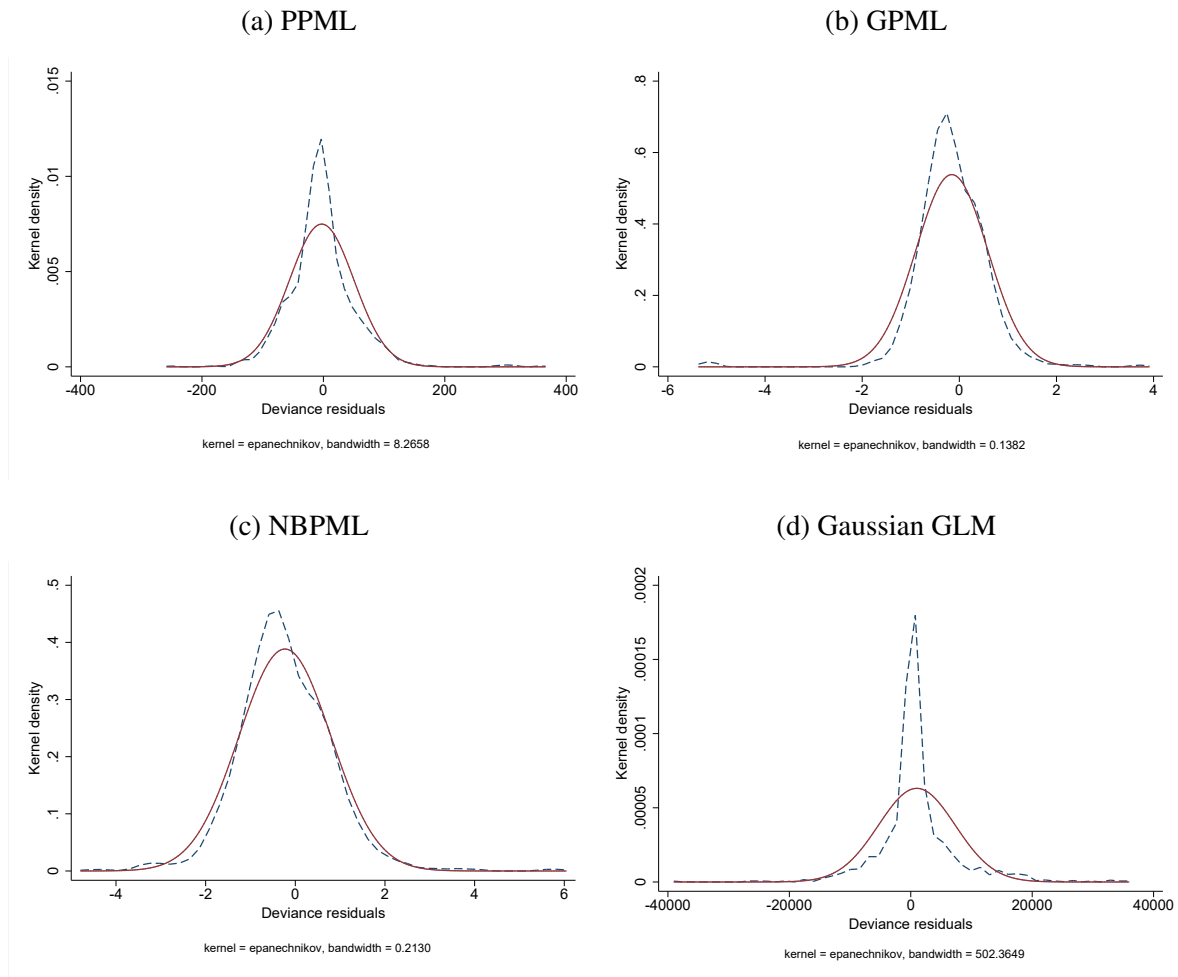 (a) PPML
.015
.01
.005
0
Kernel density
-400
-200
0
200
400
Deviance residuals
kernel = epanechnikov, bandwidth = 8.2658
(b) GPML
.8
.6
.4
.2
0
Kernel density
-6
-4
-2
0
2
4
Deviance residuals
kernel = epanechnikov, bandwidth = 0.1382
(c) NBPML
.5
.4
.3
.2
.1
0
Kernel density
-4
-2
0
2
4
6
Deviance residuals
kernel = epanechnikov, bandwidth = 0.2130
(d) Gaussian GLM
.0002
.00015
.0001
.00005
0
Kernel density
-40000
-20000
0
20000
40000
Deviance residuals
kernel = epanechnikov, bandwidth = 502.3649